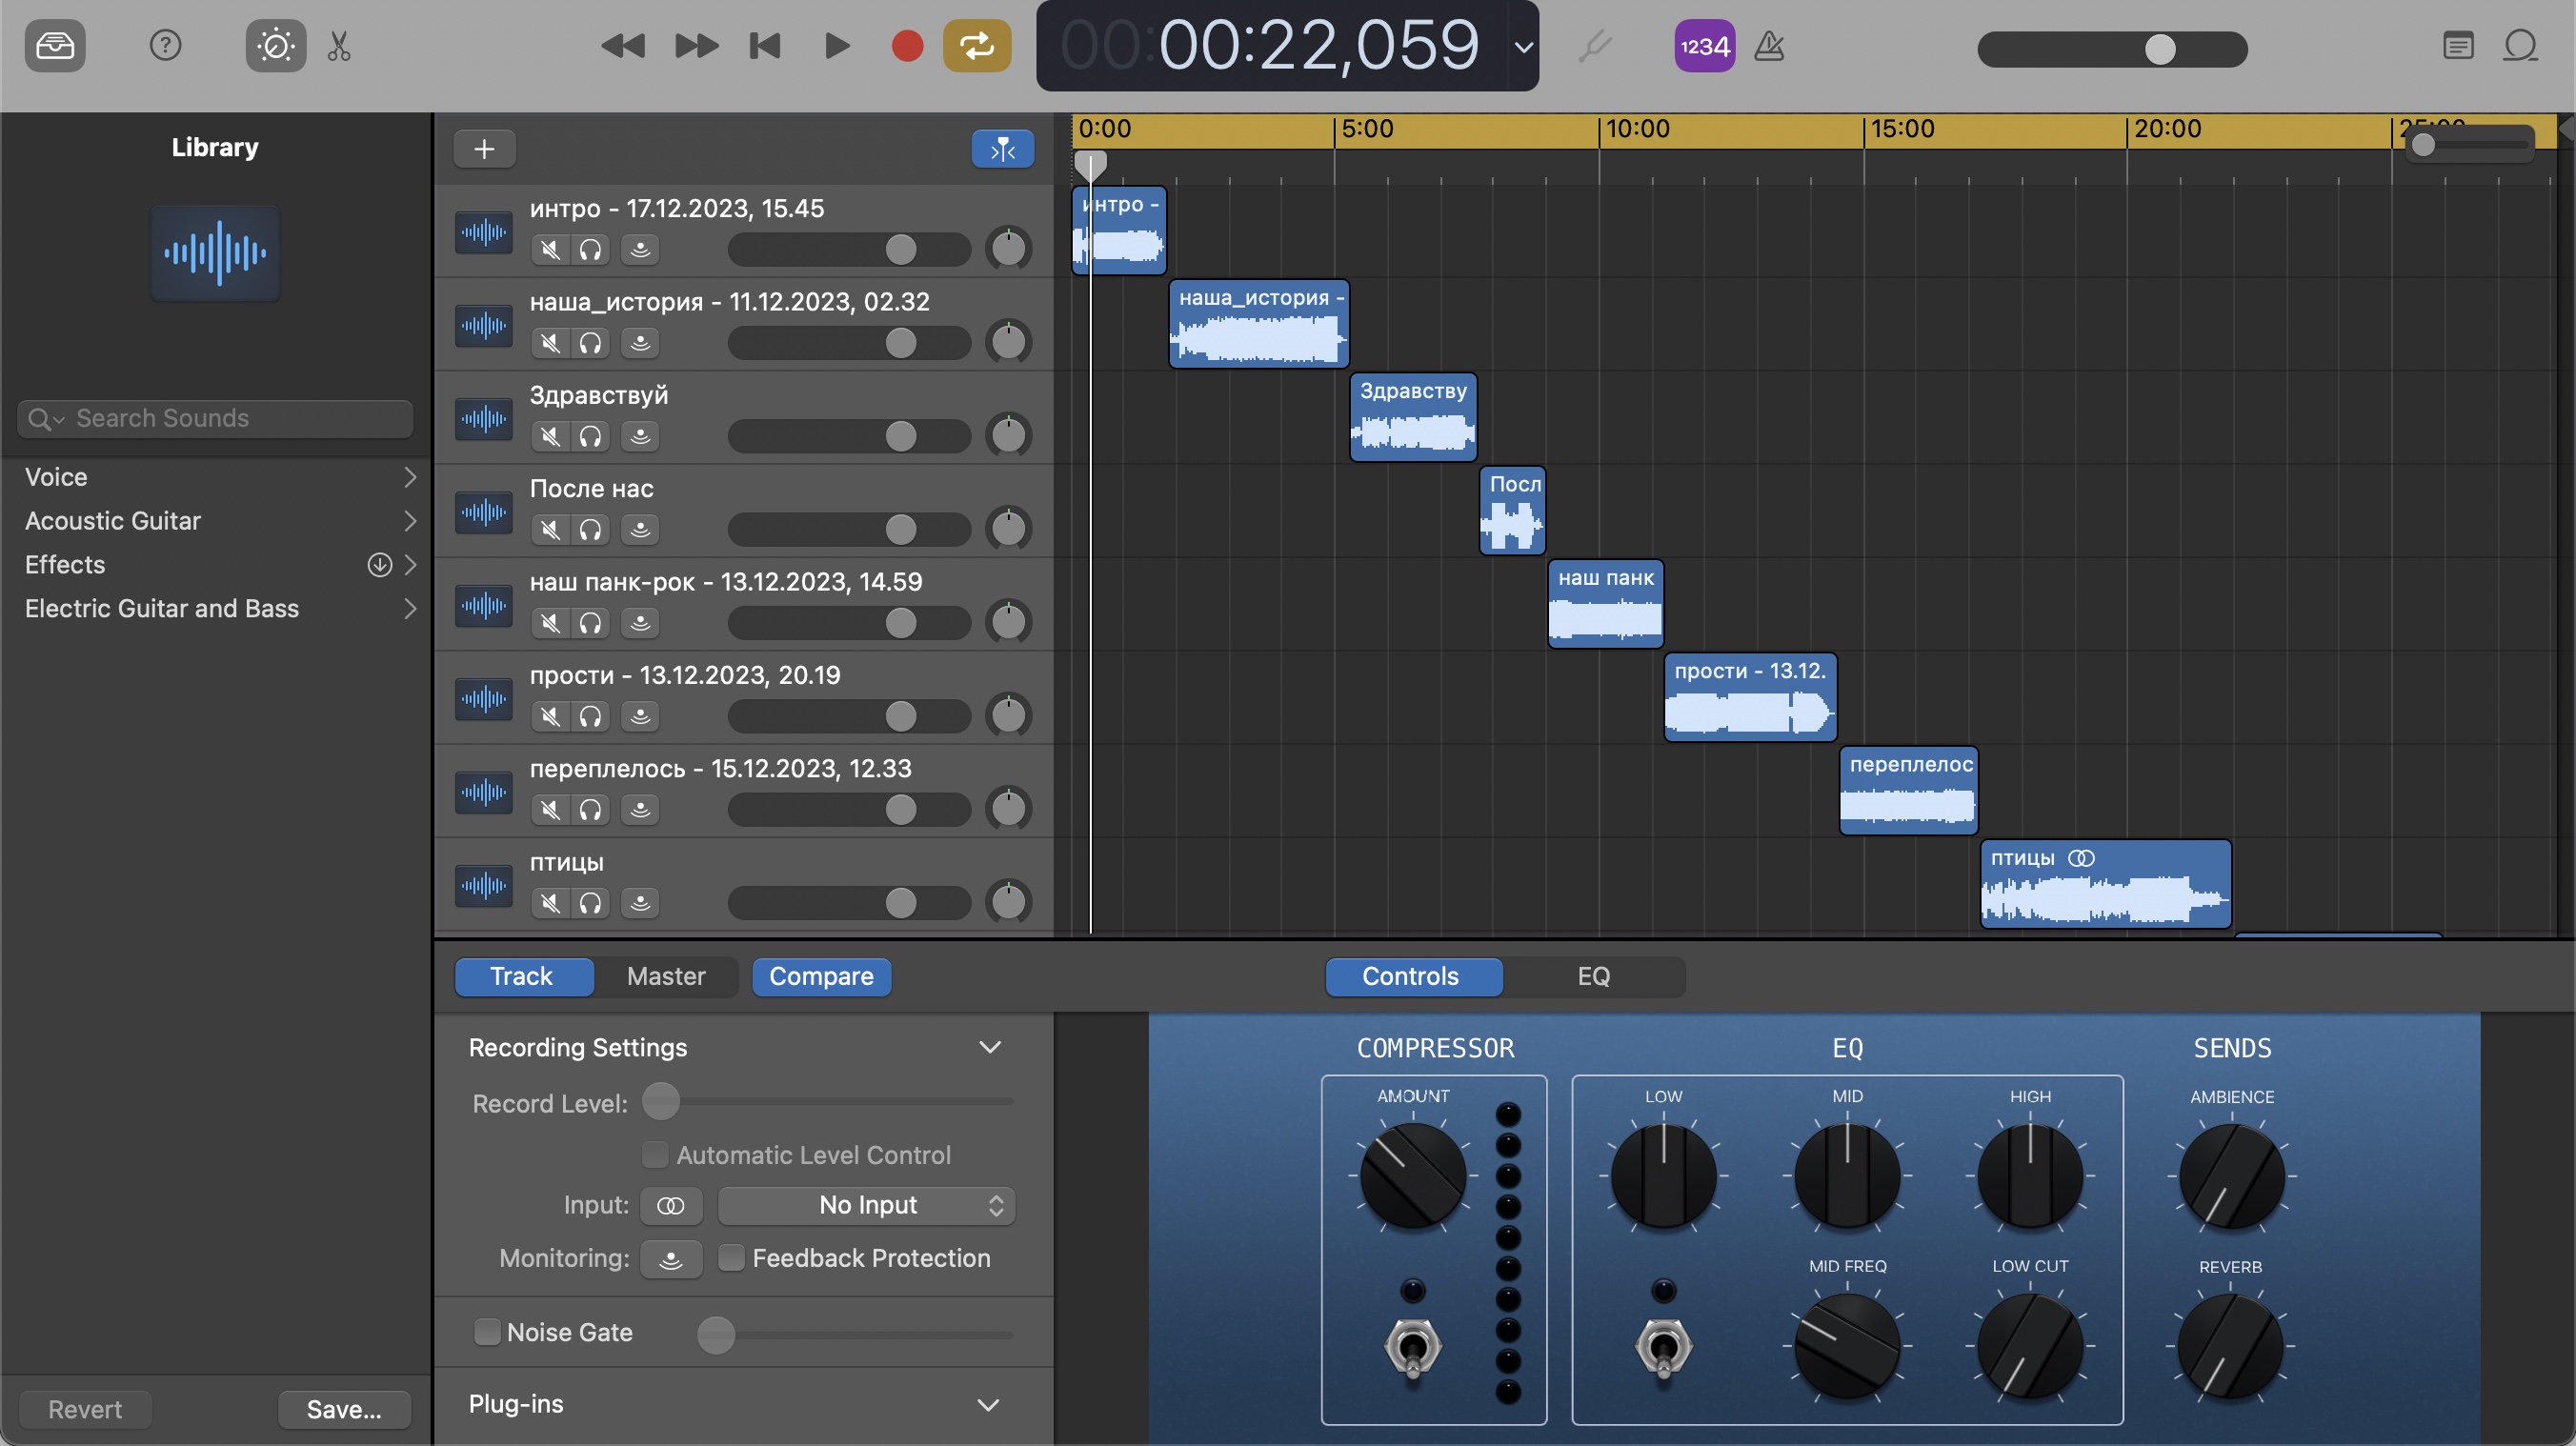 00:00:22,059
1234
Library
Search Sounds
Voice
Acoustic Guitar
Effects
Electric Guitar and Bass
Revert
Save...
0:00
5:00
10:00
15:00
20:00
25:00
интро - 17.12.2023, 15.45
наша_история - 11.12.2023, 02.32
Здравствуй
После нас
наш панк-рок - 13.12.2023, 14.59
прости - 13.12.2023, 20.19
переплелось - 15.12.2023, 12.33
птицы
интро -
наша_история -
Здравству
Посл
наш панк
прости - 13.12.
переплелос
птицы
Track
Master
Compare
Controls
EQ
Recording Settings
Record Level:
Automatic Level Control
Input:
No Input
Monitoring:
Feedback Protection
Noise Gate
Plug-ins
COMPRESSOR
AMOUNT
EQ
LOW
MID
HIGH
MID FREQ
LOW CUT
SENDS
AMBIENCE
REVERB